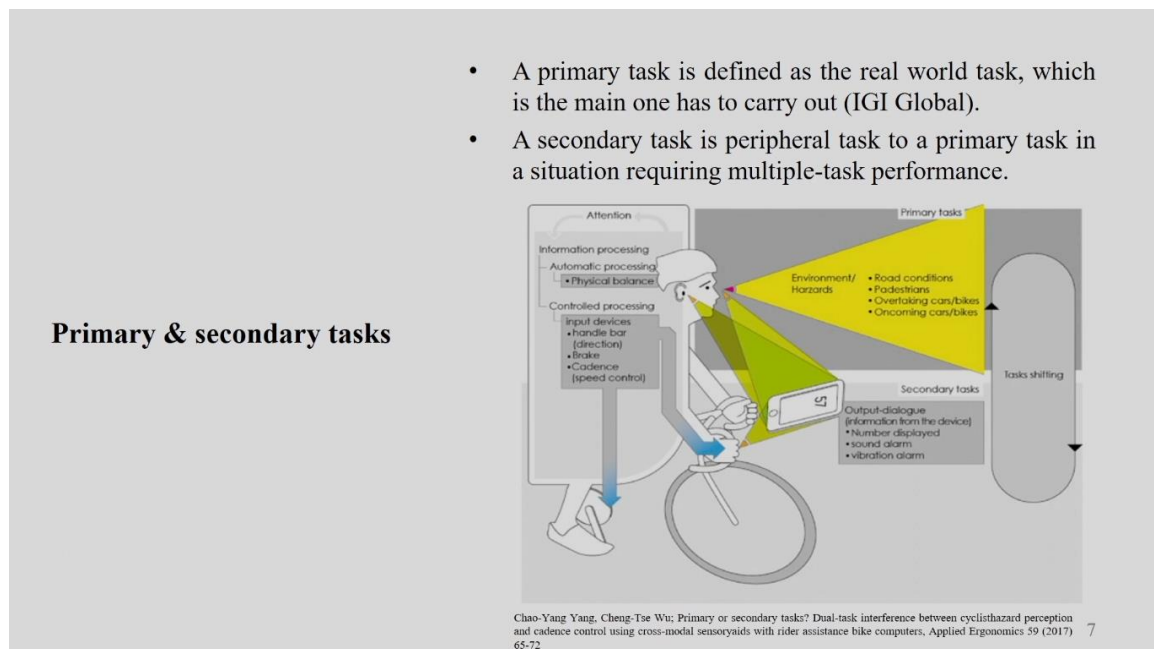 Primary & secondary tasks
• A primary task is defined as the real world task, which
is the main one has to carry out (IGI Global).
• A secondary task is peripheral task to a primary task in
a situation requiring multiple-task performance.
Attention
Information processing
Automatic processing
• Physical balance
Controlled processing
input devices
• handle bar
(direction)
• Brake
• Cadence
(speed control)
Primary tasks
Environment/
Harzards
• Road conditions
• Padestrians
• Overtaking cars/bikes
• Oncoming cars/bikes
Tasks shifting
Secondary tasks
57
Output-dialogue
(information from the device)
• Number displayed
• sound alarm
• vibration alarm
Chao-Yang Yang, Cheng-Tse Wu; Primary or secondary tasks? Dual-task interference between cyclisthazard perception
and cadence control using cross-modal sensoryaids with rider assistance bike computers, Applied Ergonomics 59 (2017)
65-72
7